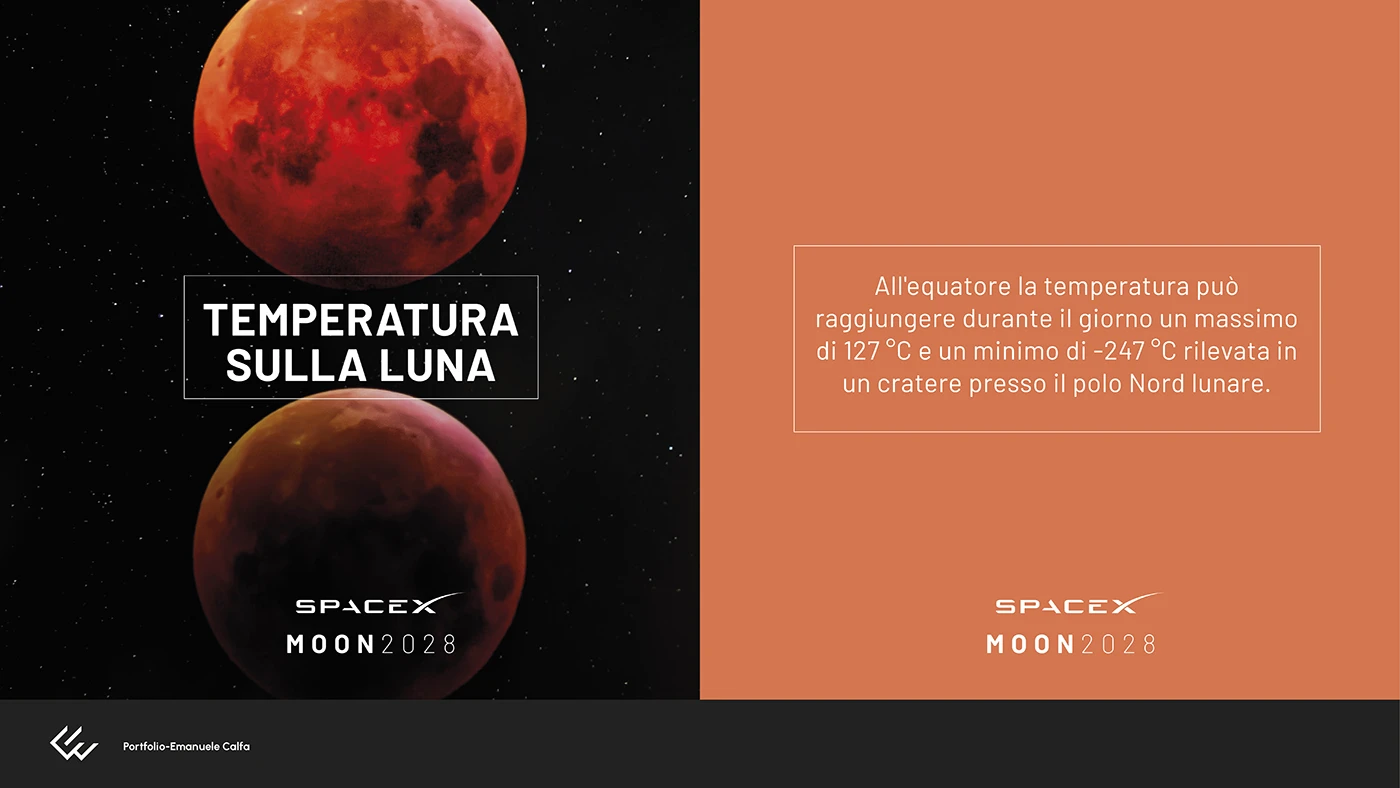 TEMPERATURA
SULLA LUNA
SPACEX
MOON2028
All'equatore la temperatura può
raggiungere durante il giorno un massimo
di 127 °C e un minimo di -247 °C rilevata in
un cratere presso il polo Nord lunare.
SPACEX
MOON2028
Portfolio-Emanuele Calfa